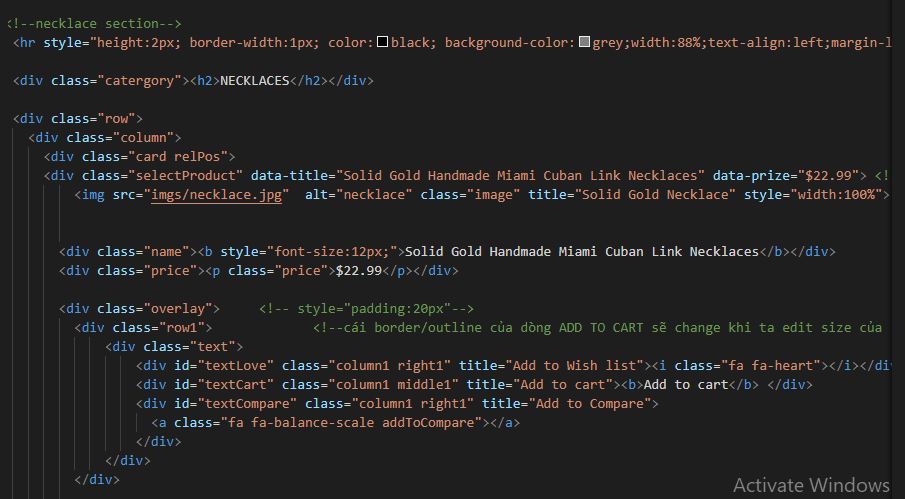 <!--necklace section-->
<hr style="height:2px; border-width:1px; color:black; background-color:grey;width:88%;text-align:left;margin-l
<div class="catergory"><h2>NECKLACES</h2></div>
<div class="row">
<div class="column">
<div class="card relPos">
<div class="selectProduct" data-title="Solid Gold Handmade Miami Cuban Link Necklaces" data-prize="$22.99"> <!
<img src="imgs/necklace.jpg" alt="necklace" class="image" title="Solid Gold Necklace" style="width:100%">
<div class="name"><b style="font-size:12px;">Solid Gold Handmade Miami Cuban Link Necklaces</b></div>
<div class="price"><p class="price">$22.99</p></div>
<div class="overlay"> <!-- style="padding:20px"-->
<div class="row1"> <!--cái border/outline của dòng ADD TO CART sẽ change khi ta edit size của
<div class="text">
<div id="textLove" class="column1 right1" title="Add to Wish list"><i class="fa fa-heart"></i></div
<div id="textCart" class="column1 middle1" title="Add to cart"><b>Add to cart</b> </div>
<div id="textCompare" class="column1 right1" title="Add to Compare">
<a class="fa fa-balance-scale addToCompare"></a>
</div>
</div>
</div>
Activate Windows